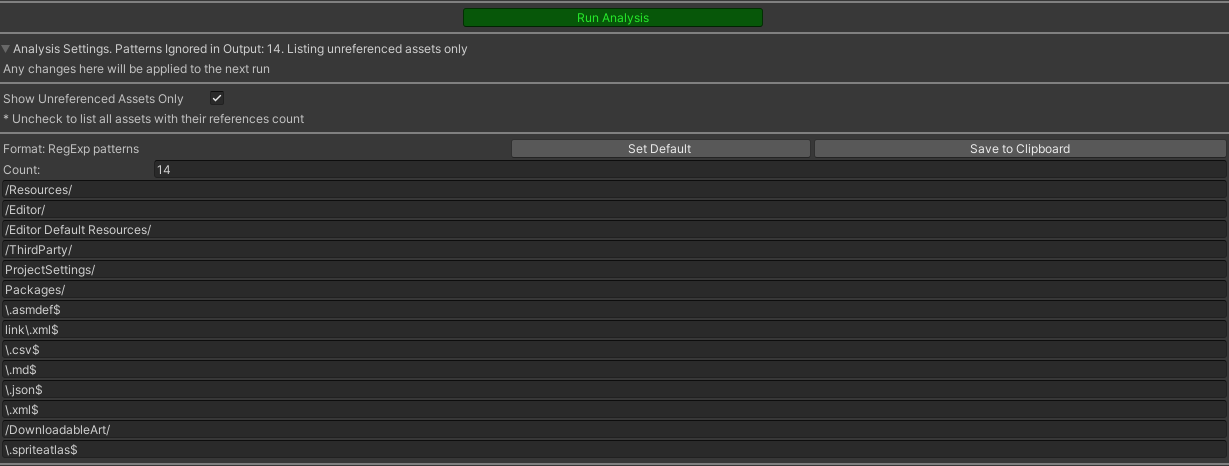 Run Analysis
Analysis Settings. Patterns Ignored in Output: 14. Listing unreferenced assets only
Any changes here will be applied to the next run
Show Unreferenced Assets Only
* Uncheck to list all assets with their references count
Format: RegExp patterns Set Default Save to Clipboard
Count: 14
/Resources/
/Editor/
/Editor Default Resources/
/ThirdParty/
ProjectSettings/
Packages/
\.asmdef$
link\.xml$
\.csv$
\.md$
\.json$
\.xml$
/DownloadableArt/
\.spriteatlas$